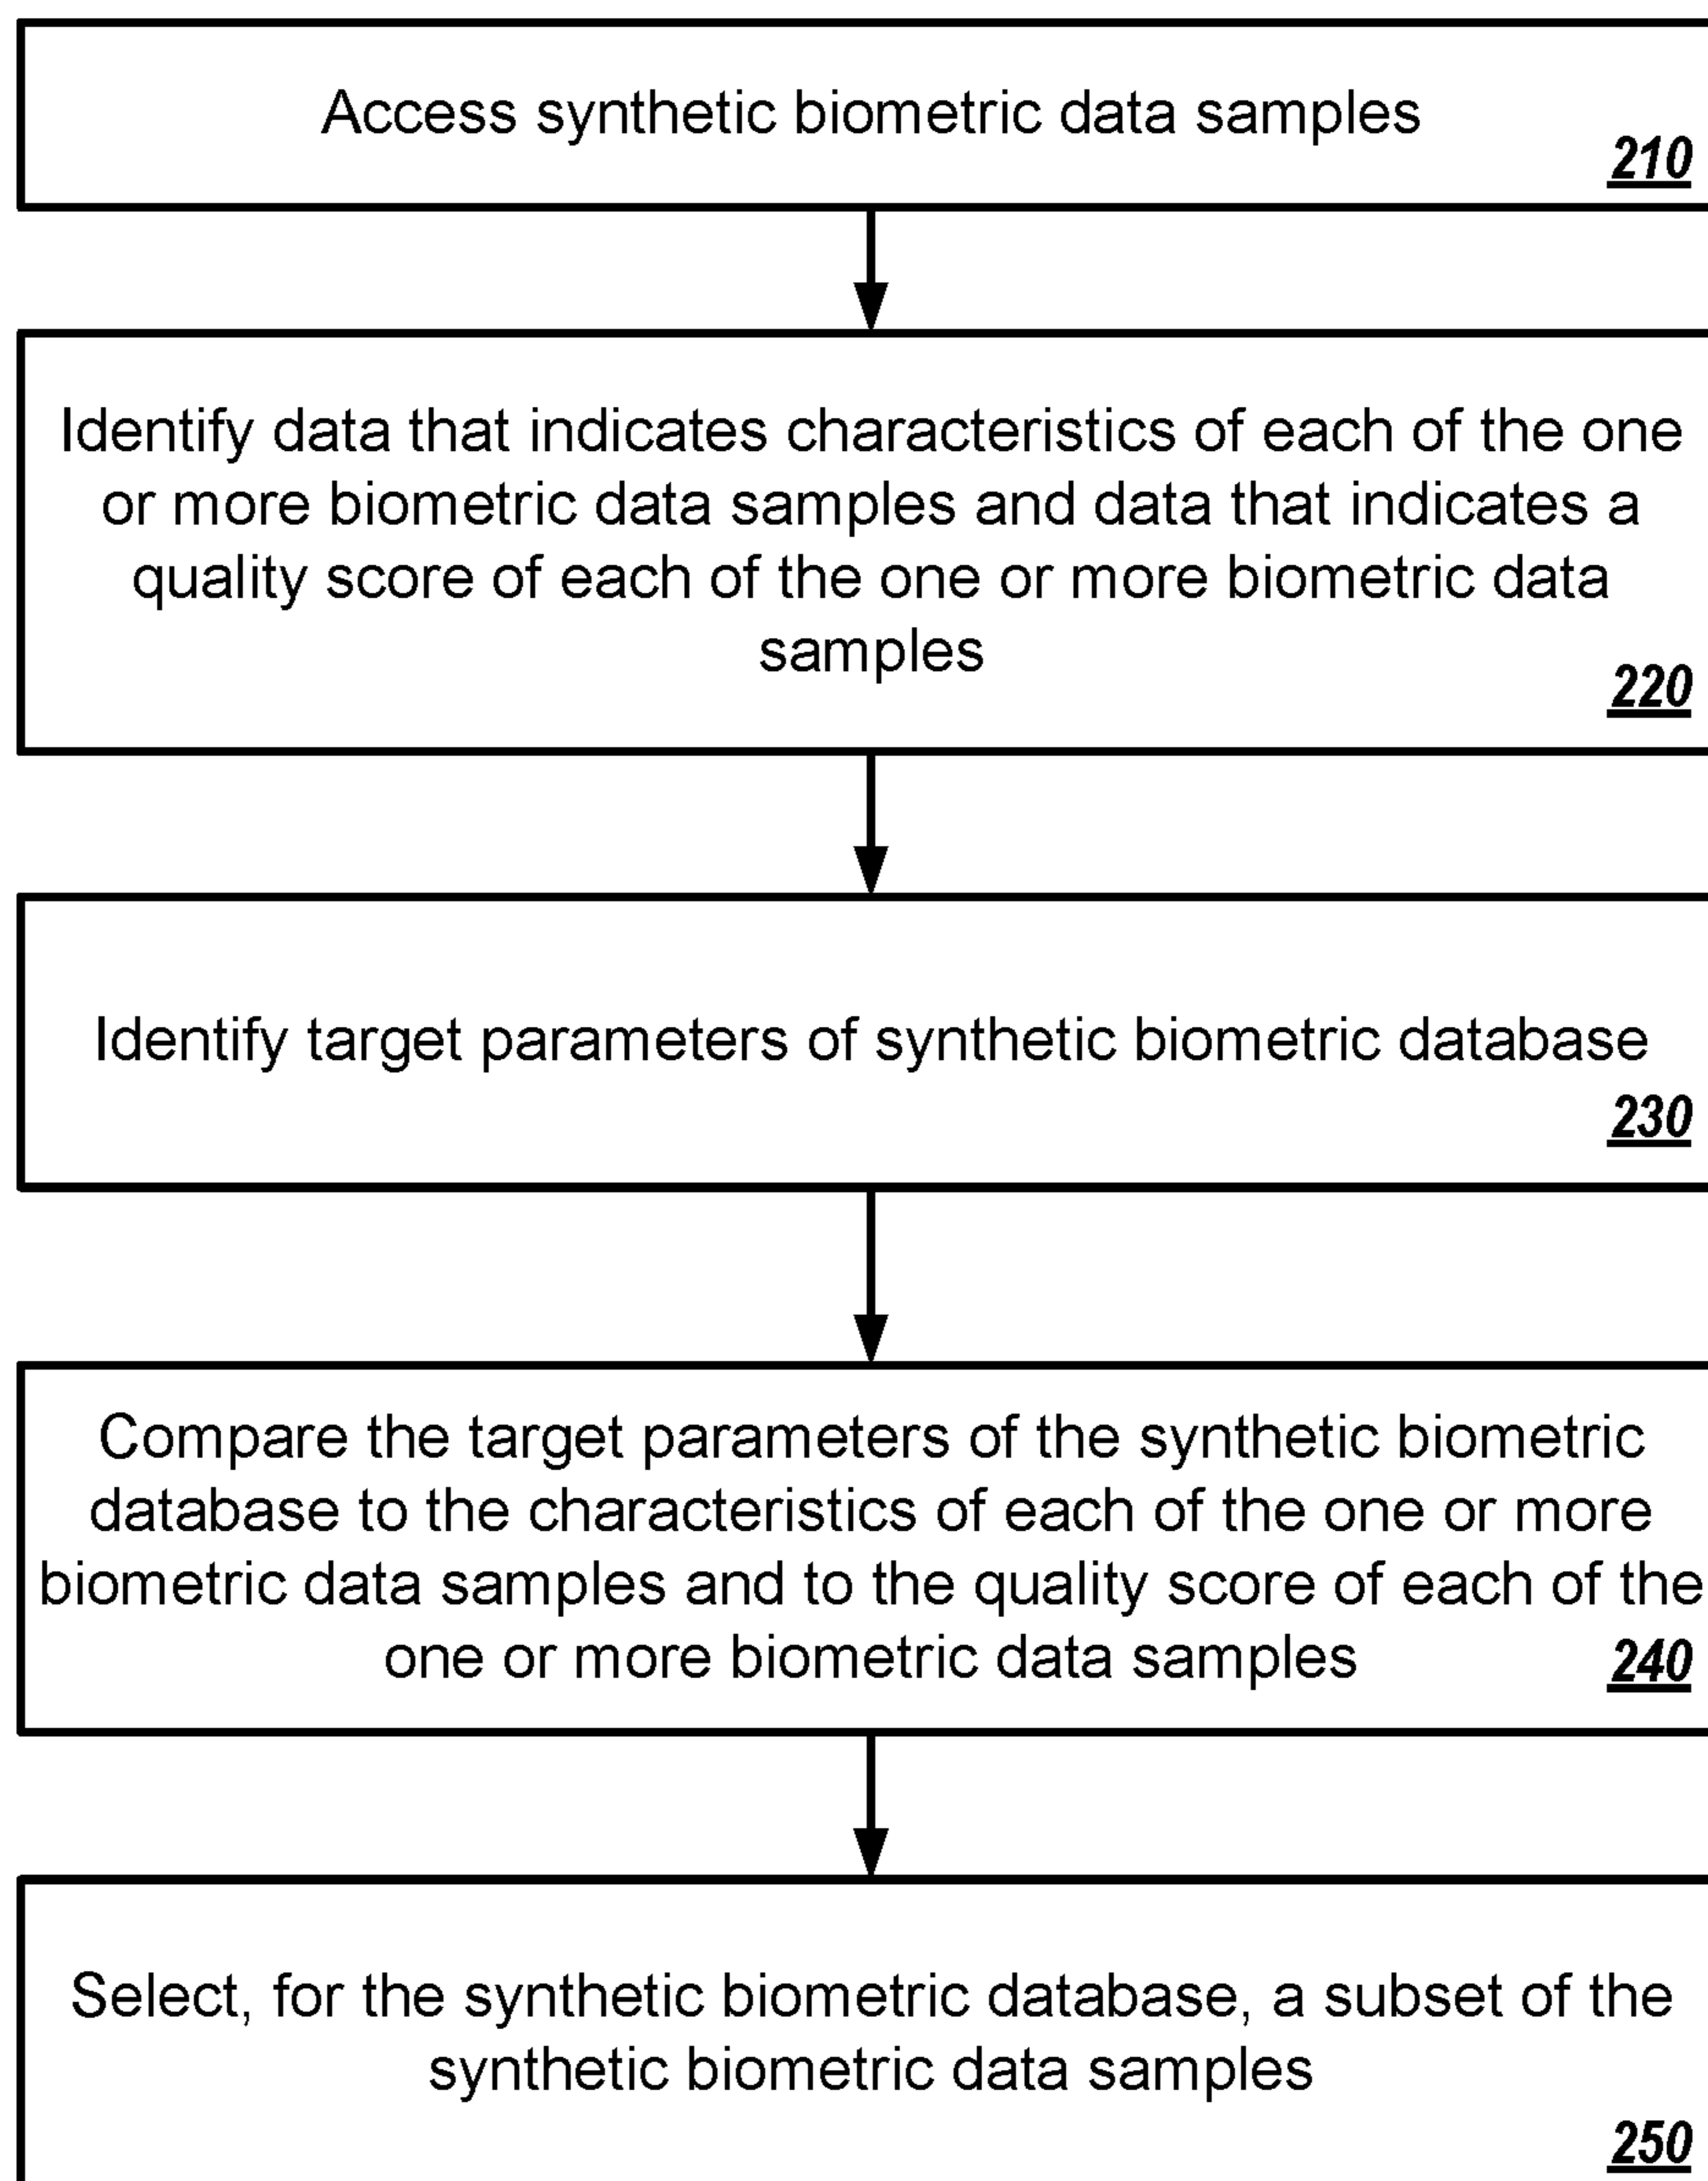 Access synthetic biometric data samples
210
Identify data that indicates characteristics of each of the one
or more biometric data samples and data that indicates a
quality score of each of the one or more biometric data
samples
220
Identify target parameters of synthetic biometric database
230
Compare the target parameters of the synthetic biometric
database to the characteristics of each of the one or more
biometric data samples and to the quality score of each of the
one or more biometric data samples
240
Select, for the synthetic biometric database, a subset of the
synthetic biometric data samples
250